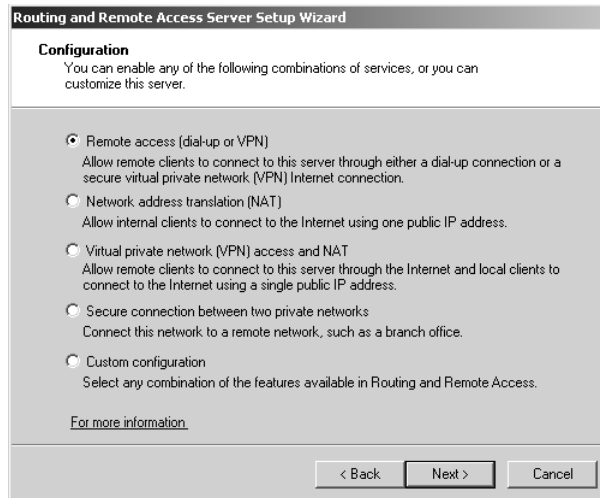 Routing and Remote Access Server Setup Wizard
Configuration
You can enable any of the following combinations of services, or you can
customize this server.
Remote access (dial-up or VPN)
Allow remote clients to connect to this server through either a dial-up connection or a
secure virtual private network (VPN) Internet connection.
Network address translation (NAT)
Allow internal clients to connect to the Internet using one public IP address.
Virtual private network (VPN) access and NAT
Allow remote clients to connect to this server through the Internet and local clients to
connect to the Internet using a single public IP address.
Secure connection between two private networks
Connect this network to a remote network, such as a branch office.
Custom configuration
Select any combination of the features available in Routing and Remote Access.
For more information
< Back Next > Cancel